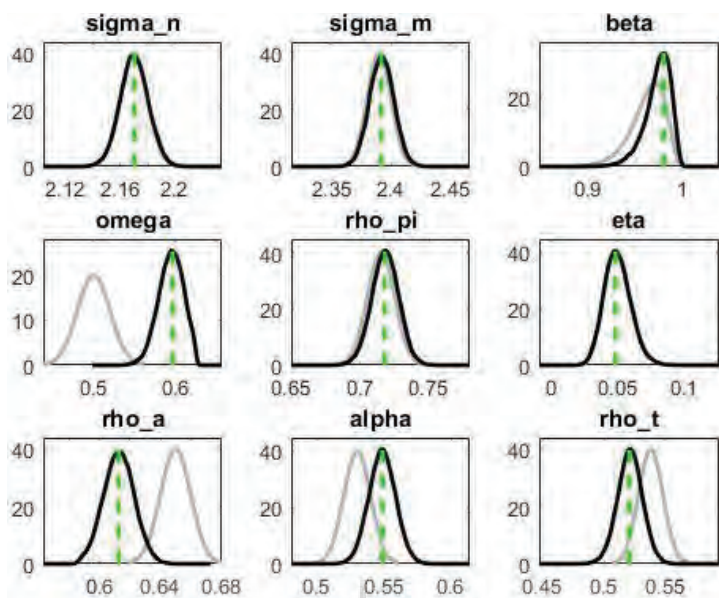 sigma_n sigma_m beta
40 40
20 20 20
0 0 0
2.12 2.16 2.2 2.35 2.4 2.45 0.9 1
omega rho_pi eta
20 40 40
10 20 20
0 0 0
0.5 0.6 0.65 0.7 0.75 0 0.05 0.1
rho_a alpha rho_t
40 40 40
20 20 20
0 0 0
0.6 0.64 0.68 0.5 0.55 0.6 0.45 0.5 0.55